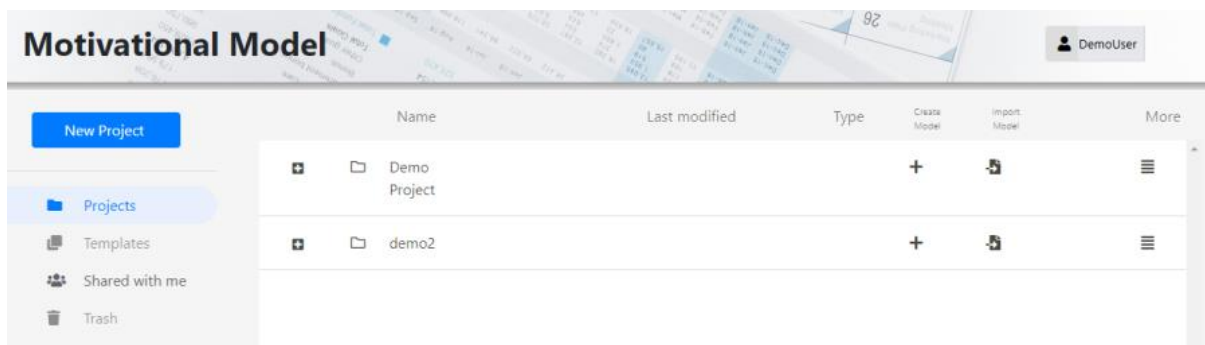 Motivational Model
DemoUser
New Project
Name Last modified Type Create Model Import Model More
Demo
Project
Projects
Templates
demo2
Shared with me
Trash